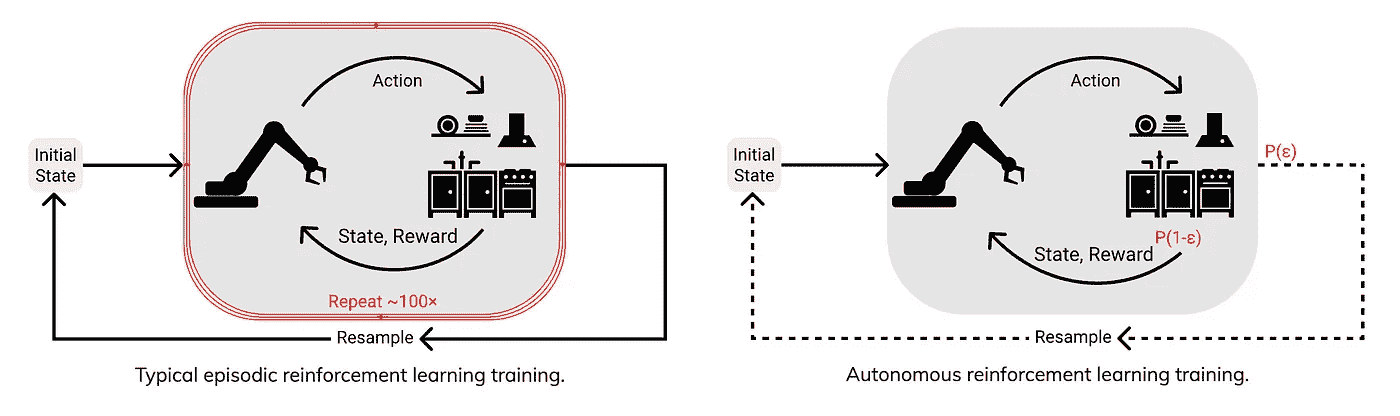 Action
Initial
State
State, Reward
Repeat ~100×
Resample
Typical episodic reinforcement learning training.
Action
Initial
State
P(ε)
P(1-ε)
State, Reward
Resample
Autonomous reinforcement learning training.